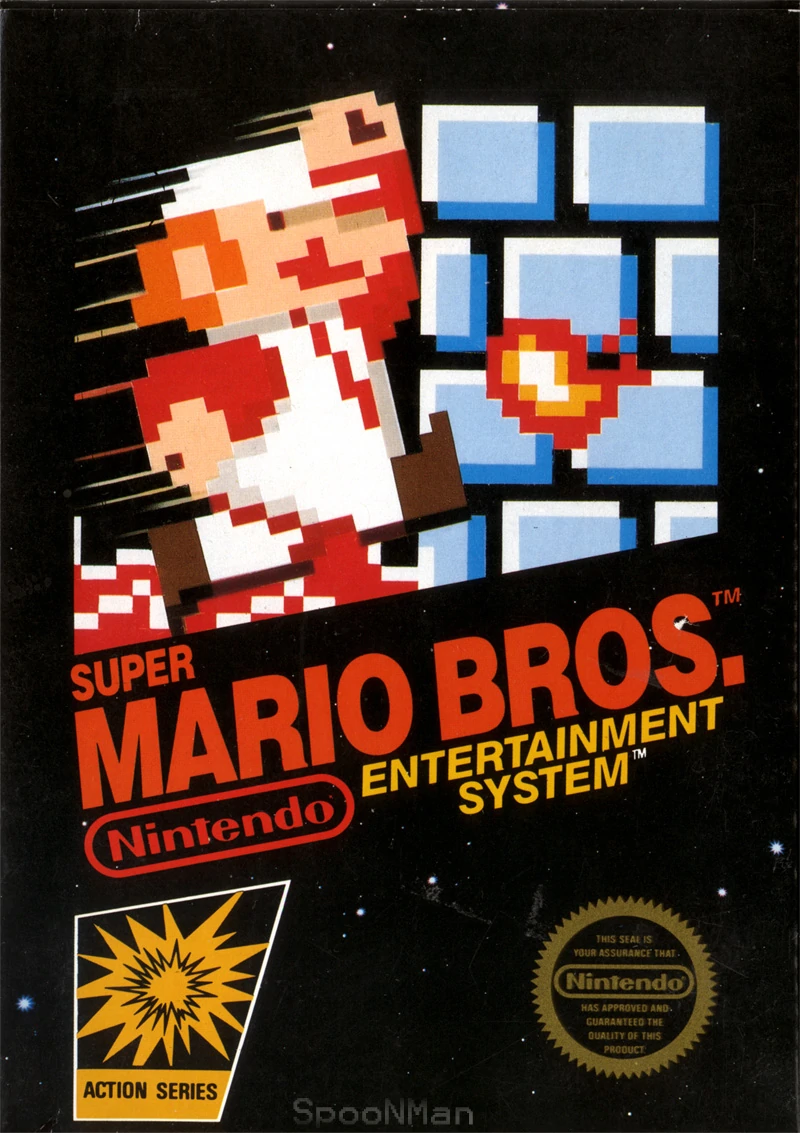 SUPER
MARIO BROS.™
ENTERTAINMENT
SYSTEM™
Nintendo
ACTION SERIES
THIS SEAL IS
YOUR ASSURANCE THAT
Nintendo®
HAS APPROVED AND
GUARANTEED THE
QUALITY OF THIS
PRODUCT.
SpooNMan